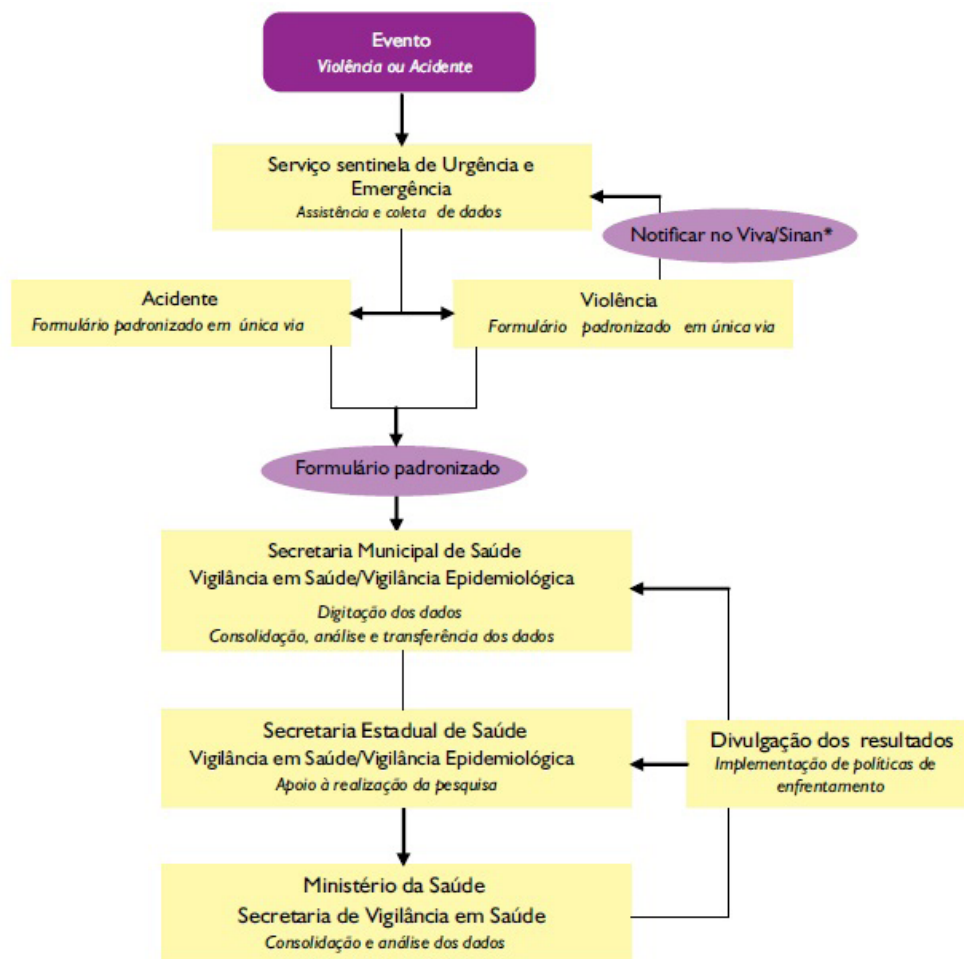 Evento
Violência ou Acidente
Serviço sentinela de Urgência e
Emergência
Assistência e coleta de dados
Notificar no Viva/Sinan*
Acidente
Formulário padronizado em única via
Violência
Formulário padronizado em única via
Formulário padronizado
Secretaria Municipal de Saúde
Vigilância em Saúde/Vigilância Epidemiológica
Digitação dos dados
Consolidação, análise e transferência dos dados
Secretaria Estadual de Saúde
Vigilância em Saúde/Vigilância Epidemiológica
Apoio à realização da pesquisa
Divulgação dos resultados
Implementação de políticas de
enfrentamento
Ministério da Saúde
Secretaria de Vigilância em Saúde
Consolidação e análise dos dados